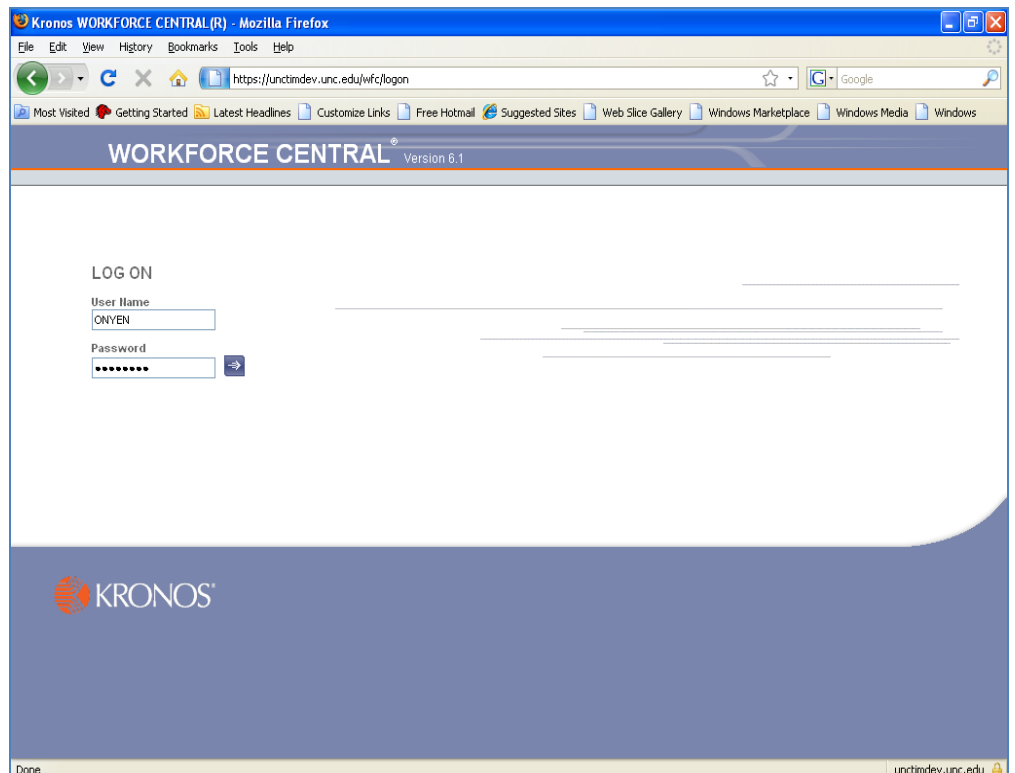 Kronos WORKFORCE CENTRAL(R) - Mozilla Firefox
File Edit View History Bookmarks Tools Help
https://unctimdev.unc.edu/wfc/logon
G Google
Most Visited Getting Started Latest Headlines Customize Links Free Hotmail Suggested Sites Web Slice Gallery Windows Marketplace Windows Media Windows
WORKFORCE CENTRAL® Version 6.1
LOG ON
User Name
ONYEN
Password
••••••••
KRONOS®
Done unctimdev.unc.edu